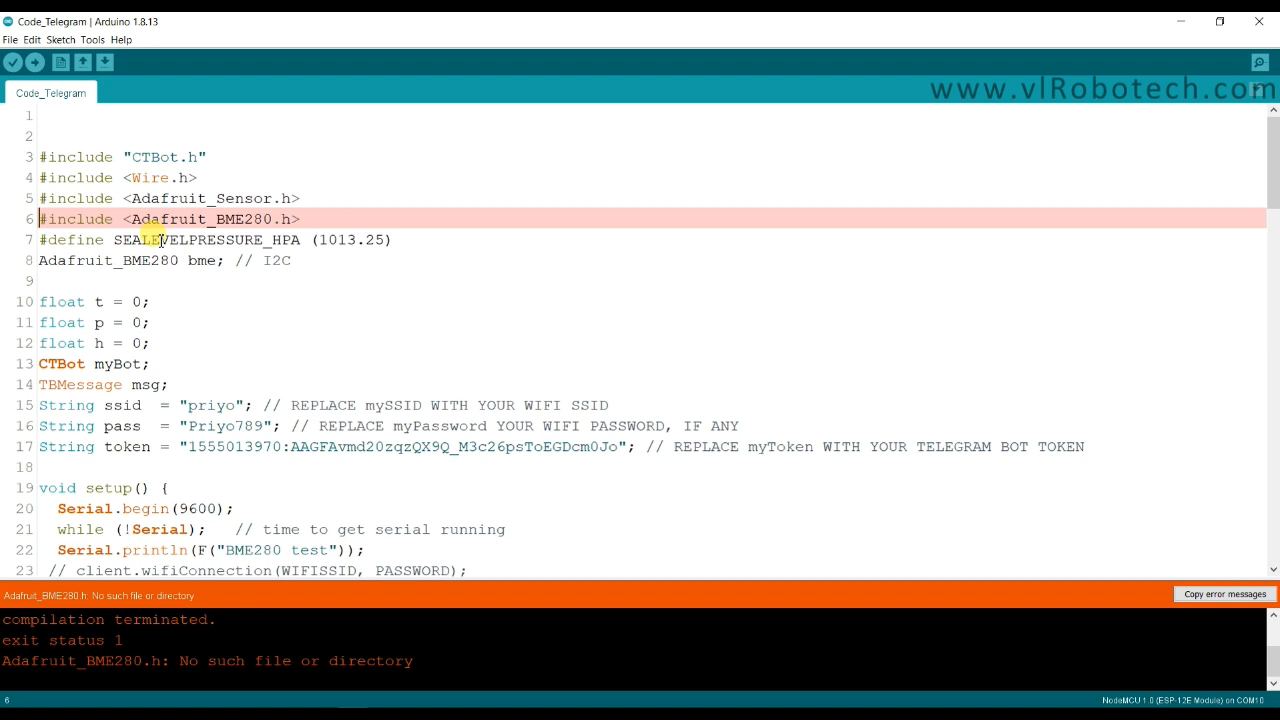 Code_Telegram | Arduino 1.8.13
File Edit Sketch Tools Help
www.vlRobotech.com
Code_Telegram
1
2
3 #include "CTBot.h"
4 #include <Wire.h>
5 #include <Adafruit_Sensor.h>
6 #include <Adafruit_BME280.h>
7 #define SEALEVELPRESSURE_HPA (1013.25)
8 Adafruit_BME280 bme; // I2C
9
10 float t = 0;
11 float p = 0;
12 float h = 0;
13 CTBot myBot;
14 TBMessage msg;
15 String ssid  = "priyo"; // REPLACE mySSID WITH YOUR WIFI SSID
16 String pass  = "Priyo789"; // REPLACE myPassword YOUR WIFI PASSWORD, IF ANY
17 String token = "1555013970:AAGFAvmd20zqzQX9Q_M3c26psToEGDcm0Jo"; // REPLACE myToken WITH YOUR TELEGRAM BOT TOKEN
18
19 void setup() {
20   Serial.begin(9600);
21   while (!Serial);   // time to get serial running
22   Serial.println(F("BME280 test"));
23  // client.wifiConnection(WIFISSID, PASSWORD);
Adafruit_BME280.h: No such file or directory
Copy error messages
compilation terminated.
exit status 1
Adafruit_BME280.h: No such file or directory
6
NodeMCU 1.0 (ESP-12E Module) on COM10